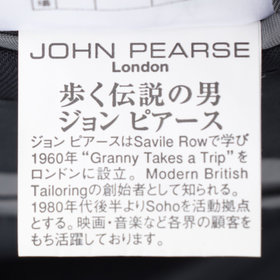 JOHN PEARSE
London
歩く伝説の男
ジョン ピアース
ジョン ピアースはSavile Rowで学び
1960年 “Granny Takes a Trip” を
ロンドンに設立。Modern British
Tailoringの創始者として知られる。
1980年代後半よりSohoを活動拠点
とする。映画・音楽など各界の顧客を
もち活躍しております。